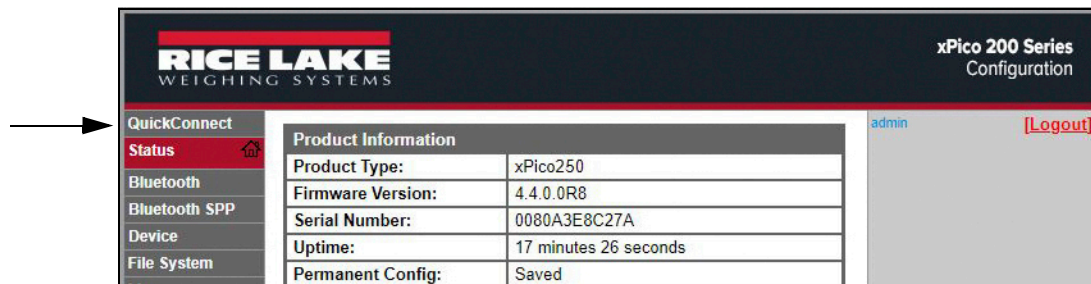 RICE LAKE
WEIGHING SYSTEMS
xPico 200 Series
Configuration
QuickConnect
Status
Bluetooth
Bluetooth SPP
Device
File System
Product Information
Product Type: xPico250
Firmware Version: 4.4.0.0R8
Serial Number: 0080A3E8C27A
Uptime: 17 minutes 26 seconds
Permanent Config: Saved
admin [Logout]